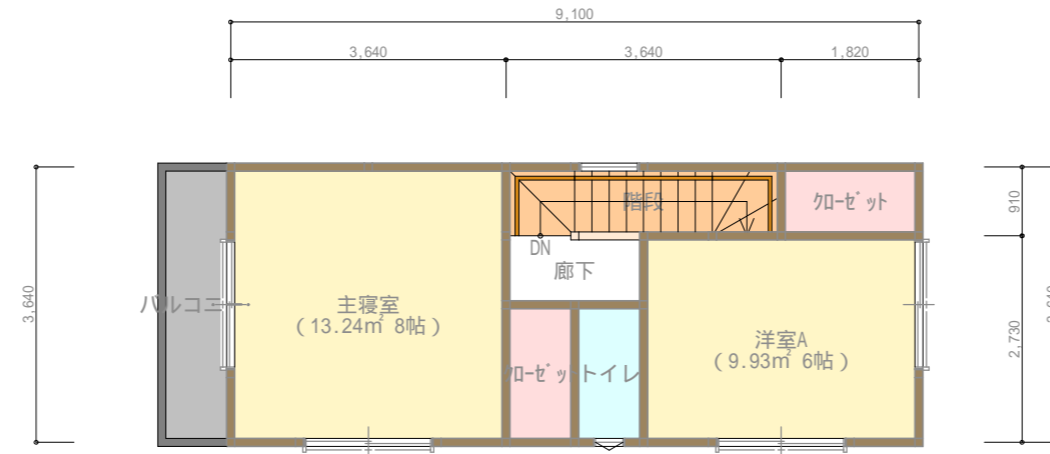 9,100
3,640
3,640
1,820
910
階段
ｸﾛｰｾﾞｯﾄ
DN
廊下
3,640
バルコニ
主寝室
(13.24㎡ 8帖)
洋室A
(9.93㎡ 6帖)
2,730
ｸﾛｰｾﾞｯ
トイレ